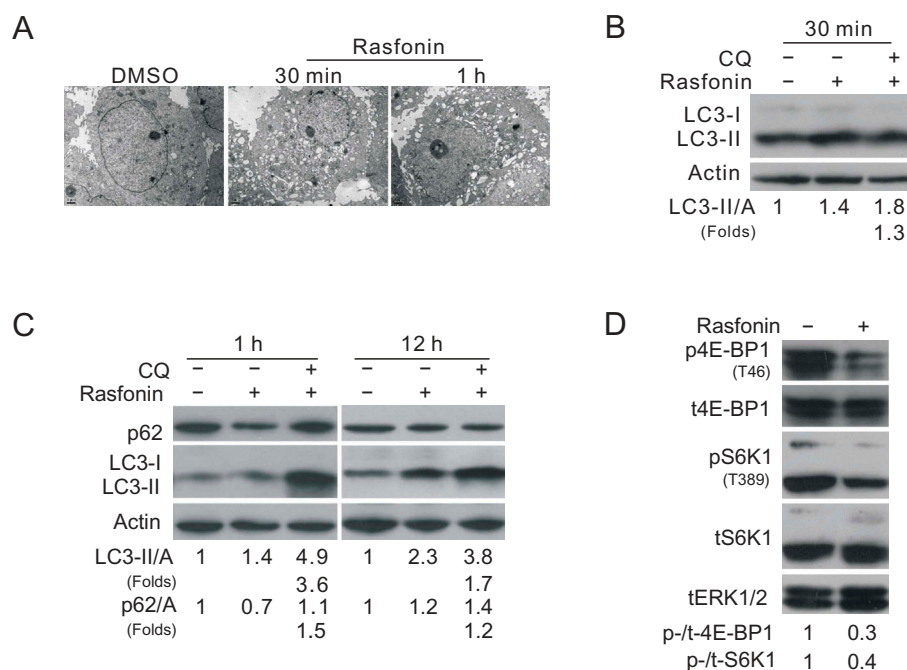 A
Rasfonin
DMSO
30 min
1 h
B
30 min
CQ − − +
Rasfonin − + +
LC3-I
LC3-II
Actin
LC3-II/A 1 1.4 1.8
(Folds) 1.3
C
1 h 12 h
CQ − − + − − +
Rasfonin − + + − + +
p62
LC3-I
LC3-II
Actin
LC3-II/A 1 1.4 4.9 1 2.3 3.8
(Folds) 3.6 1.7
p62/A 1 0.7 1.1 1 1.2 1.4
(Folds) 1.5 1.2
D
Rasfonin − +
p4E-BP1
(T46)
t4E-BP1
pS6K1
(T389)
tS6K1
tERK1/2
p-/t-4E-BP1 1 0.3
p-/t-S6K1 1 0.4